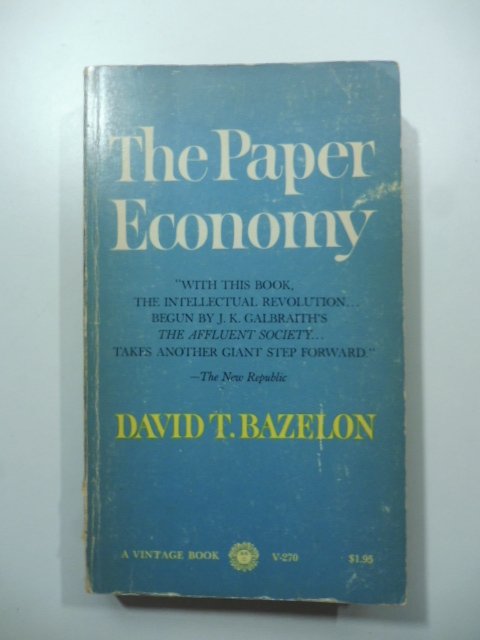 The Paper
Economy
"WITH THIS BOOK,
THE INTELLECTUAL REVOLUTION...
BEGUN BY J. K. GALBRAITH'S
THE AFFLUENT SOCIETY...
TAKES ANOTHER GIANT STEP FORWARD."
—The New Republic
DAVID T. BAZELON
A VINTAGE BOOK V-270 $1.95